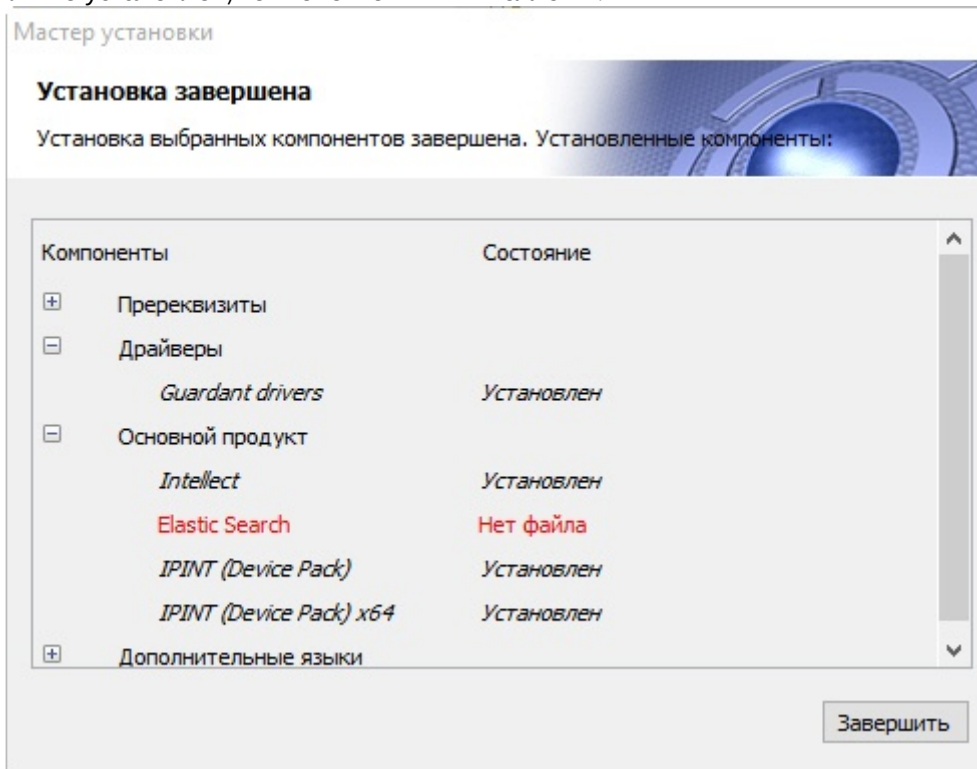 Мастер установки
Установка завершена
Установка выбранных компонентов завершена. Установленные компоненты:
Компоненты Состояние
Пререквизиты
Драйверы
Guardant drivers Установлен
Основной продукт
Intellect Установлен
Elastic Search Нет файла
IPINT (Device Pack) Установлен
IPINT (Device Pack) x64 Установлен
Дополнительные языки
Завершить